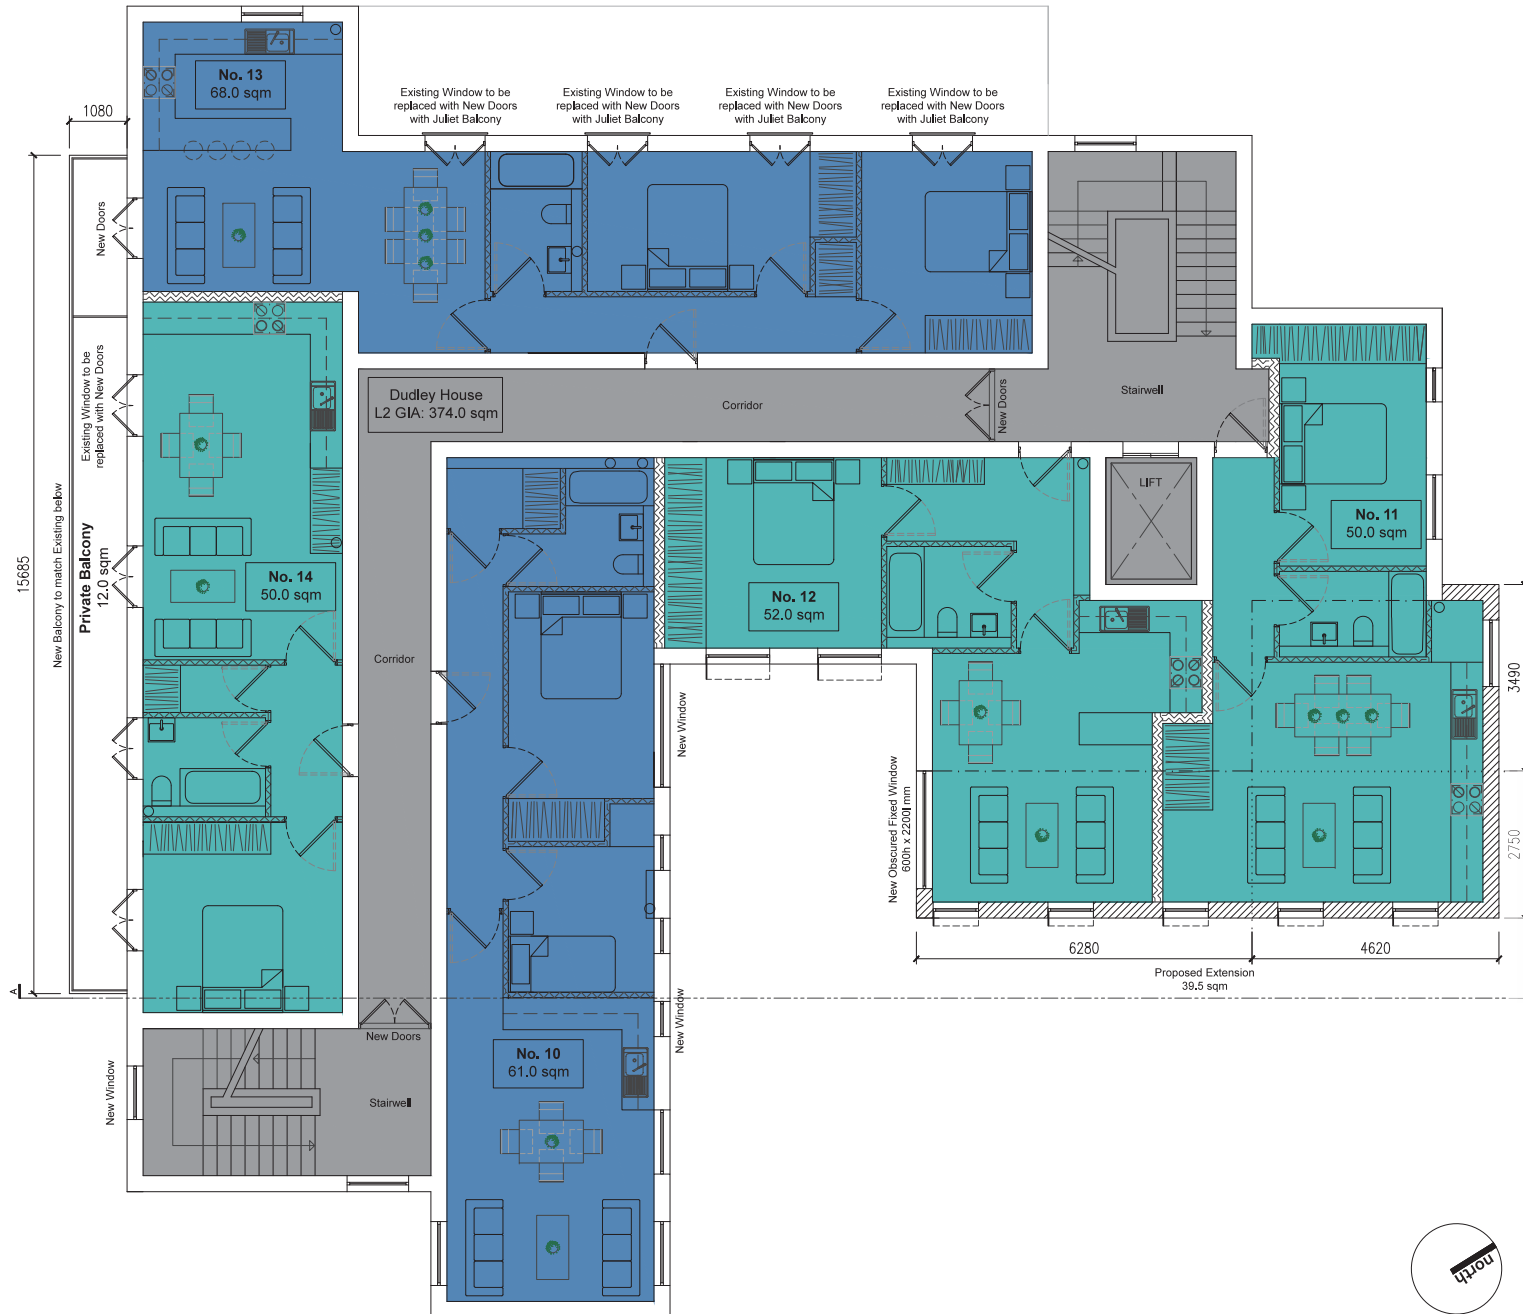 No. 13
68.0 sqm
1080
Existing Window to be
replaced with New Doors
with Juliet Balcony
Existing Window to be
replaced with New Doors
with Juliet Balcony
Existing Window to be
replaced with New Doors
with Juliet Balcony
Existing Window to be
replaced with New Doors
with Juliet Balcony
New Doors
Existing Window to be
replaced with New Doors
New Balcony to match Existing below
Private Balcony
12.0 sqm
15685
Dudley House
L2 GIA: 374.0 sqm
Corridor
New Doors
Stairwell
LIFT
No. 11
50.0 sqm
No. 14
50.0 sqm
No. 12
52.0 sqm
Corridor
New Window
New Obscured Fixed Window
600h x 2200l mm
3490
2750
6280
4620
Proposed Extension
39.5 sqm
A
New Doors
New Window
No. 10
61.0 sqm
New Window
Stairwell
north